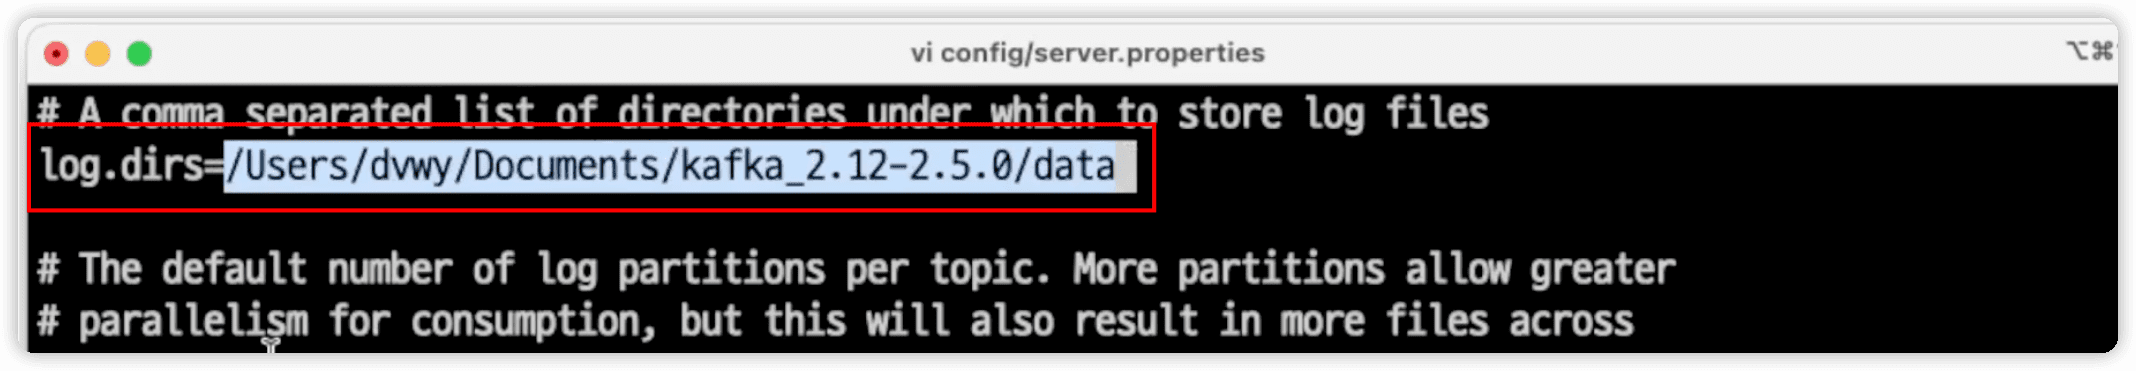 vi config/server.properties ⌥⌘
# A comma separated list of directories under which to store log files
log.dirs=/Users/dvwy/Documents/kafka_2.12-2.5.0/data
# The default number of log partitions per topic. More partitions allow greater
# parallelism for consumption, but this will also result in more files across